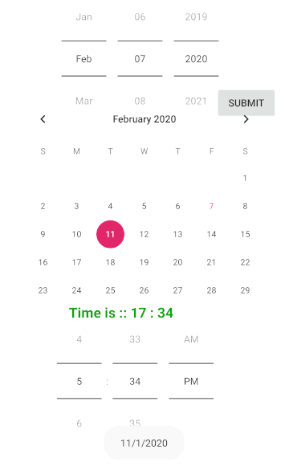 Jan 06 2019
Feb 07 2020
Mar 08 2021
SUBMIT
February 2020
S M T W T F S
1
2 3 4 5 6 7 8
9 10 11 12 13 14 15
16 17 18 19 20 21 22
23 24 25 26 27 28 29
Time is :: 17 : 34
4 33 AM
5 : 34 PM
6 35
11/1/2020